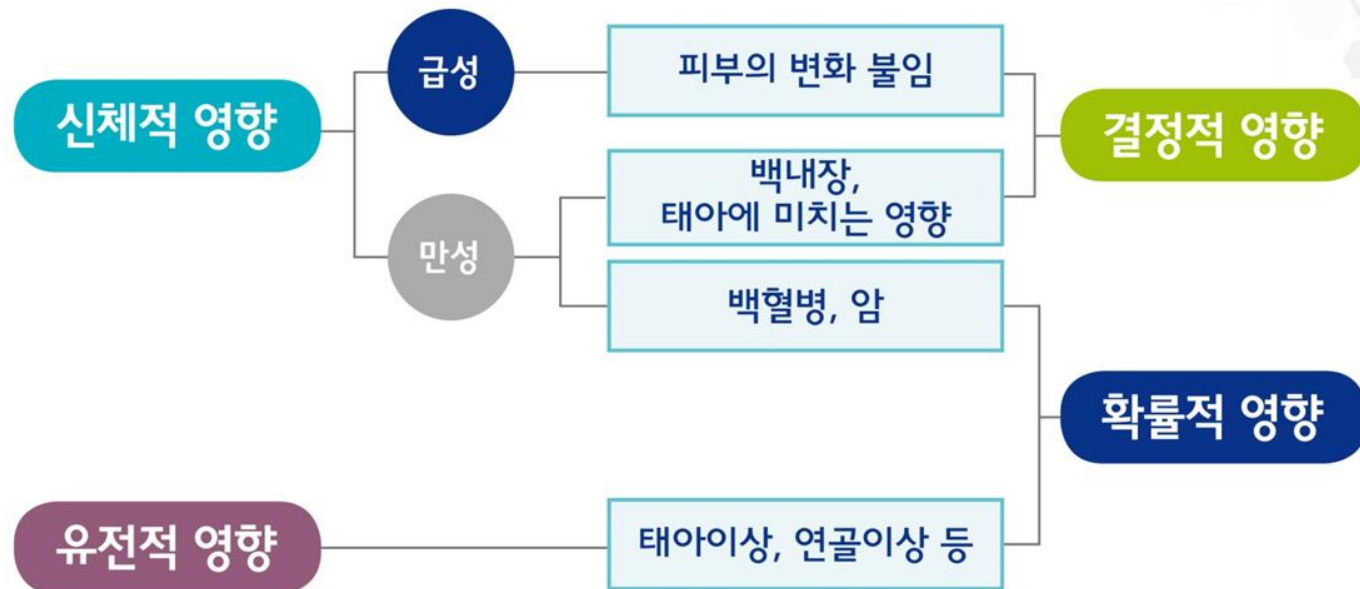 신체적 영향
급성
만성
피부의 변화 불임
백내장,
태아에 미치는 영향
백혈병, 암
결정적 영향
확률적 영향
유전적 영향
태아이상, 연골이상 등